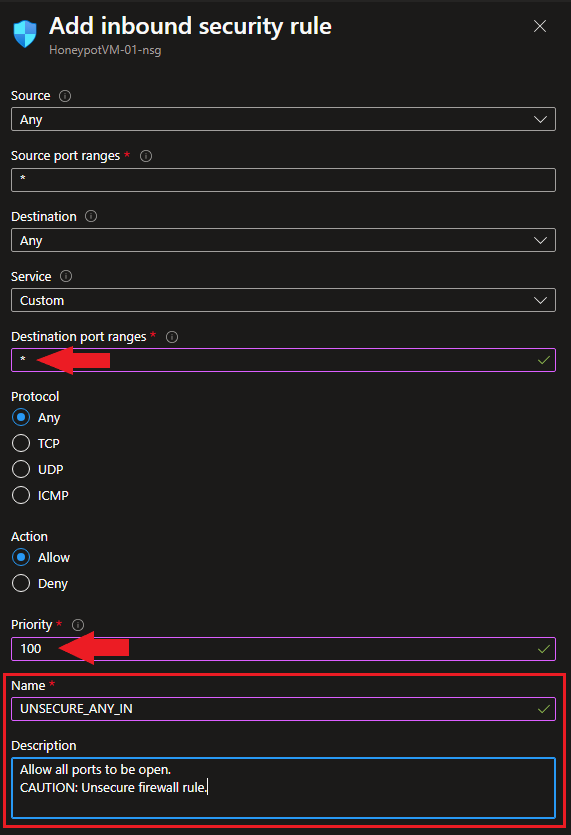 Add inbound security rule
HoneypotVM-01-nsg
Source
Any
Source port ranges *
*
Destination
Any
Service
Custom
Destination port ranges *
*
Protocol
Any
TCP
UDP
ICMP
Action
Allow
Deny
Priority *
100
Name *
UNSECURE_ANY_IN
Description
Allow all ports to be open.
CAUTION: Unsecure firewall rule.